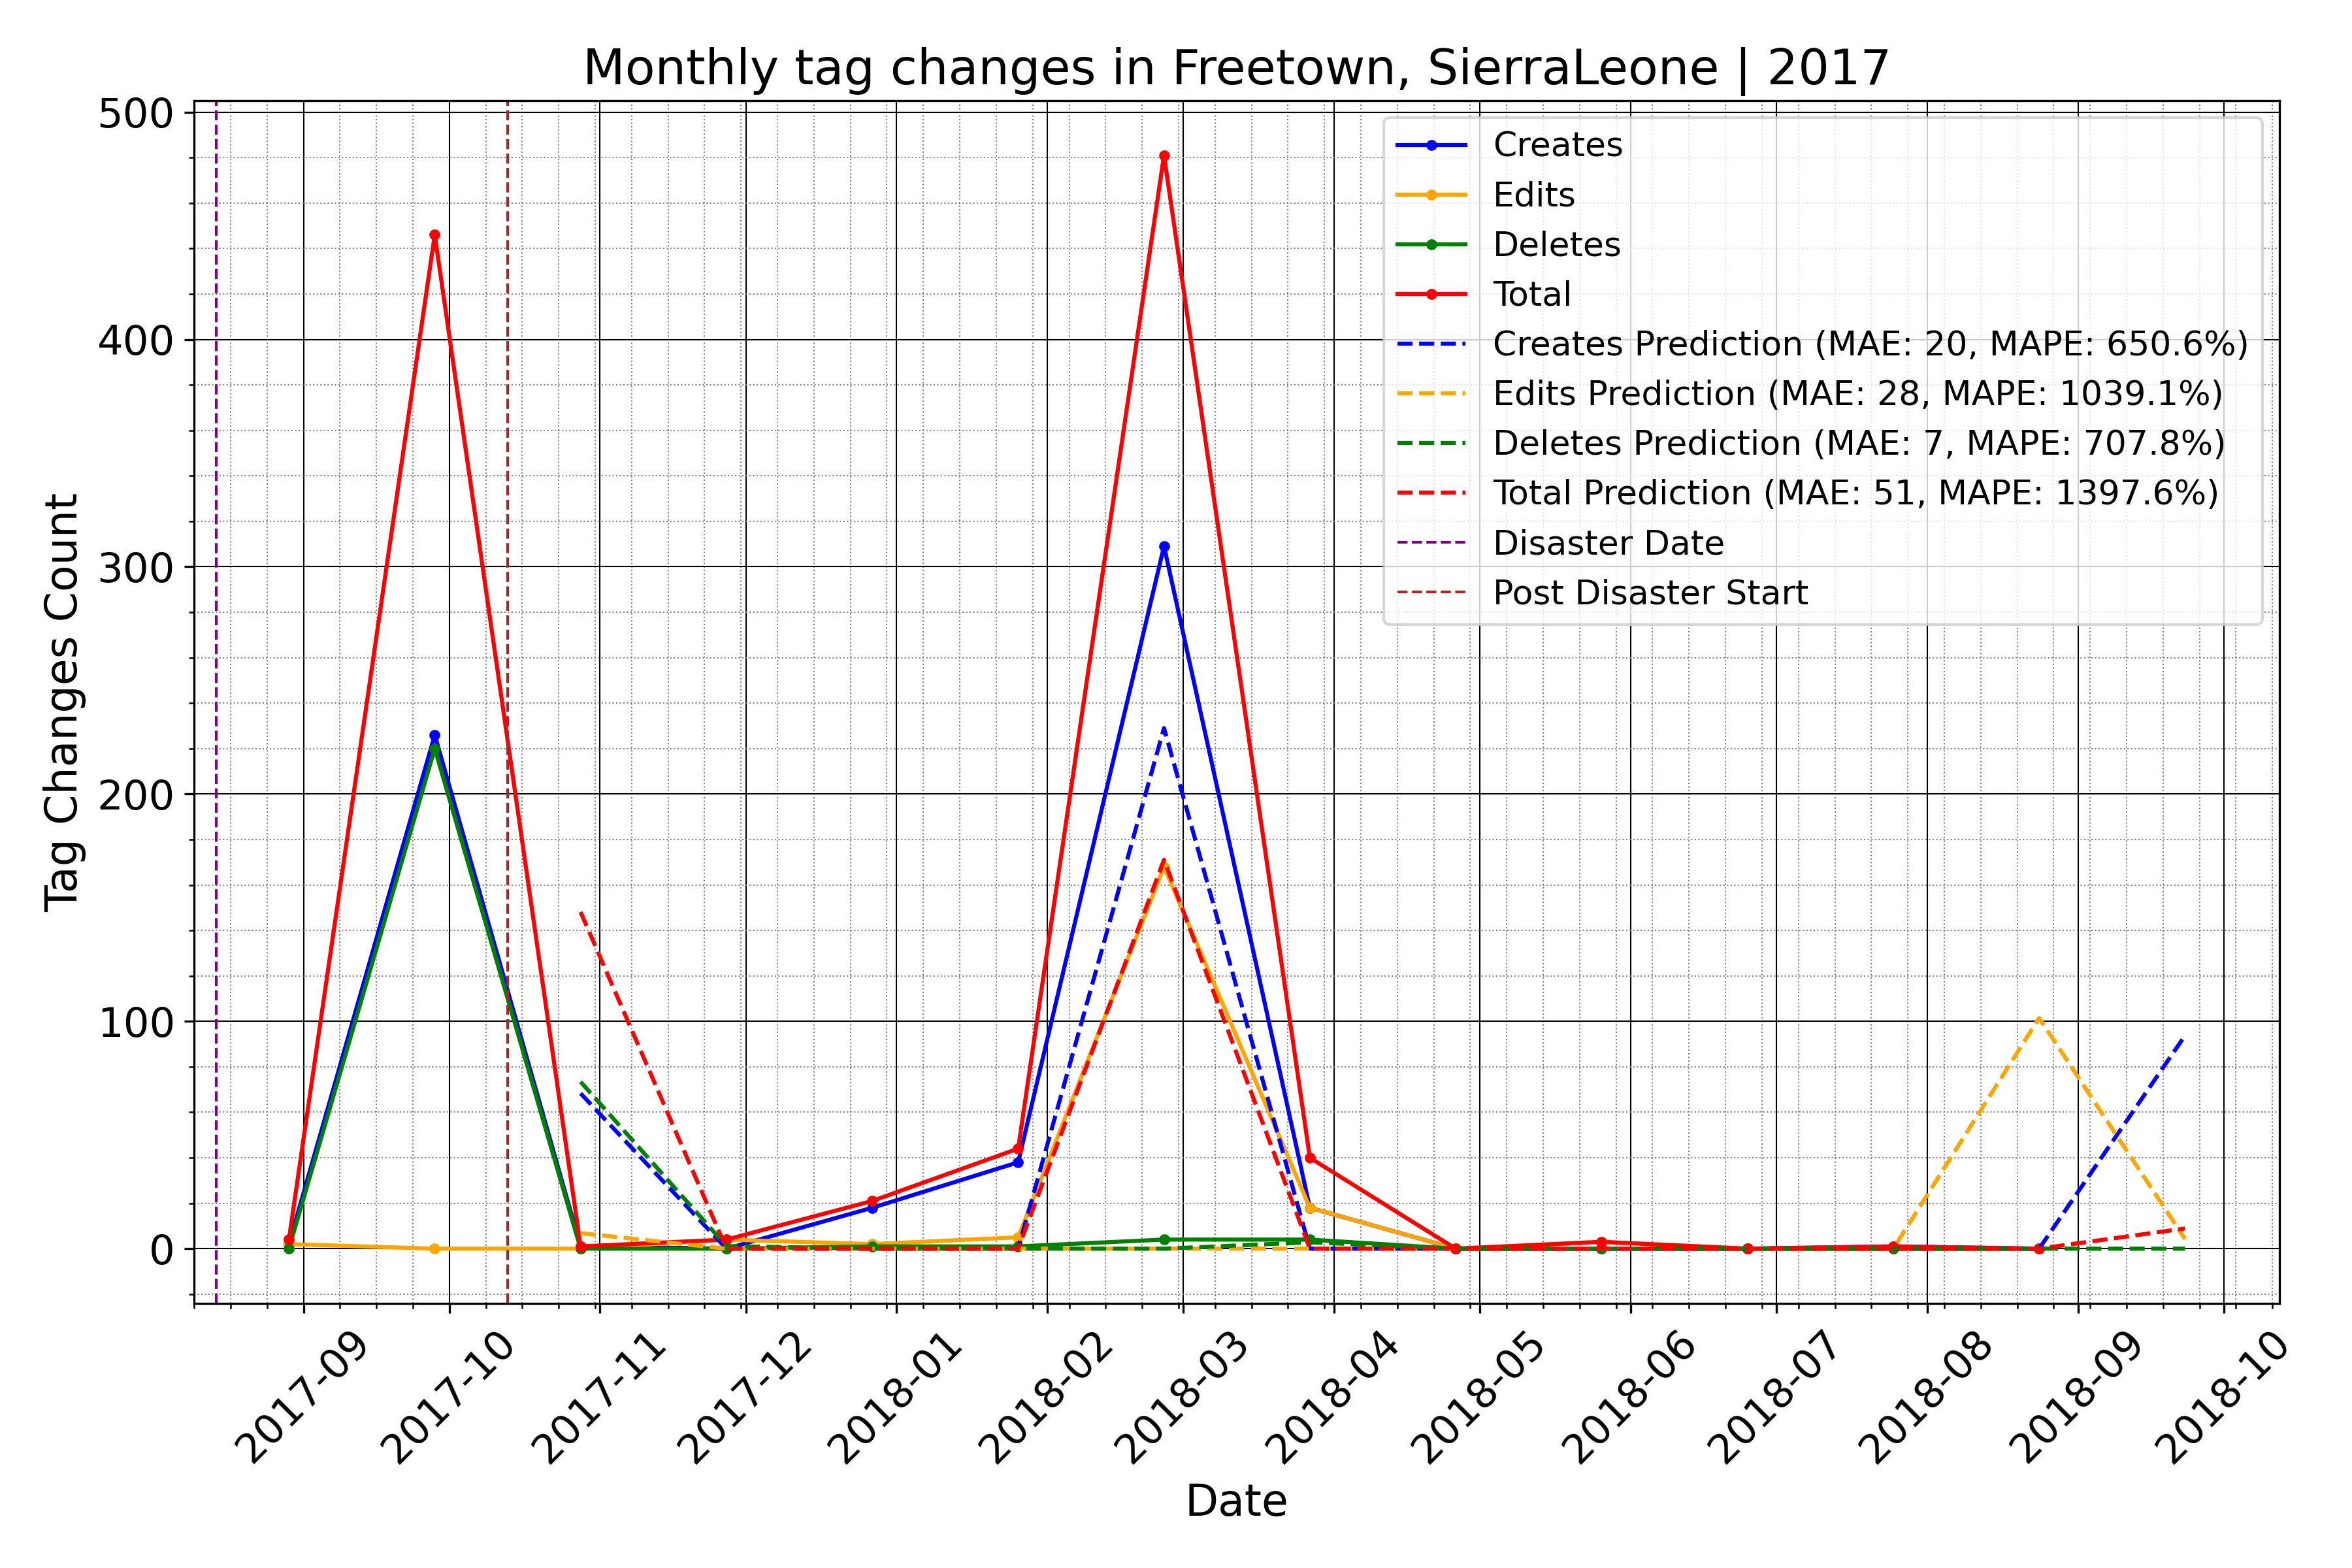 Monthly tag changes in Freetown, SierraLeone | 2017
Tag Changes Count
500
400
300
200
100
0
Creates
Edits
Deletes
Total
Creates Prediction (MAE: 20, MAPE: 650.6%)
Edits Prediction (MAE: 28, MAPE: 1039.1%)
Deletes Prediction (MAE: 7, MAPE: 707.8%)
Total Prediction (MAE: 51, MAPE: 1397.6%)
Disaster Date
Post Disaster Start
2017-09
2017-10
2017-11
2017-12
2018-01
2018-02
2018-03
2018-04
2018-05
2018-06
2018-07
2018-08
2018-09
2018-10
Date